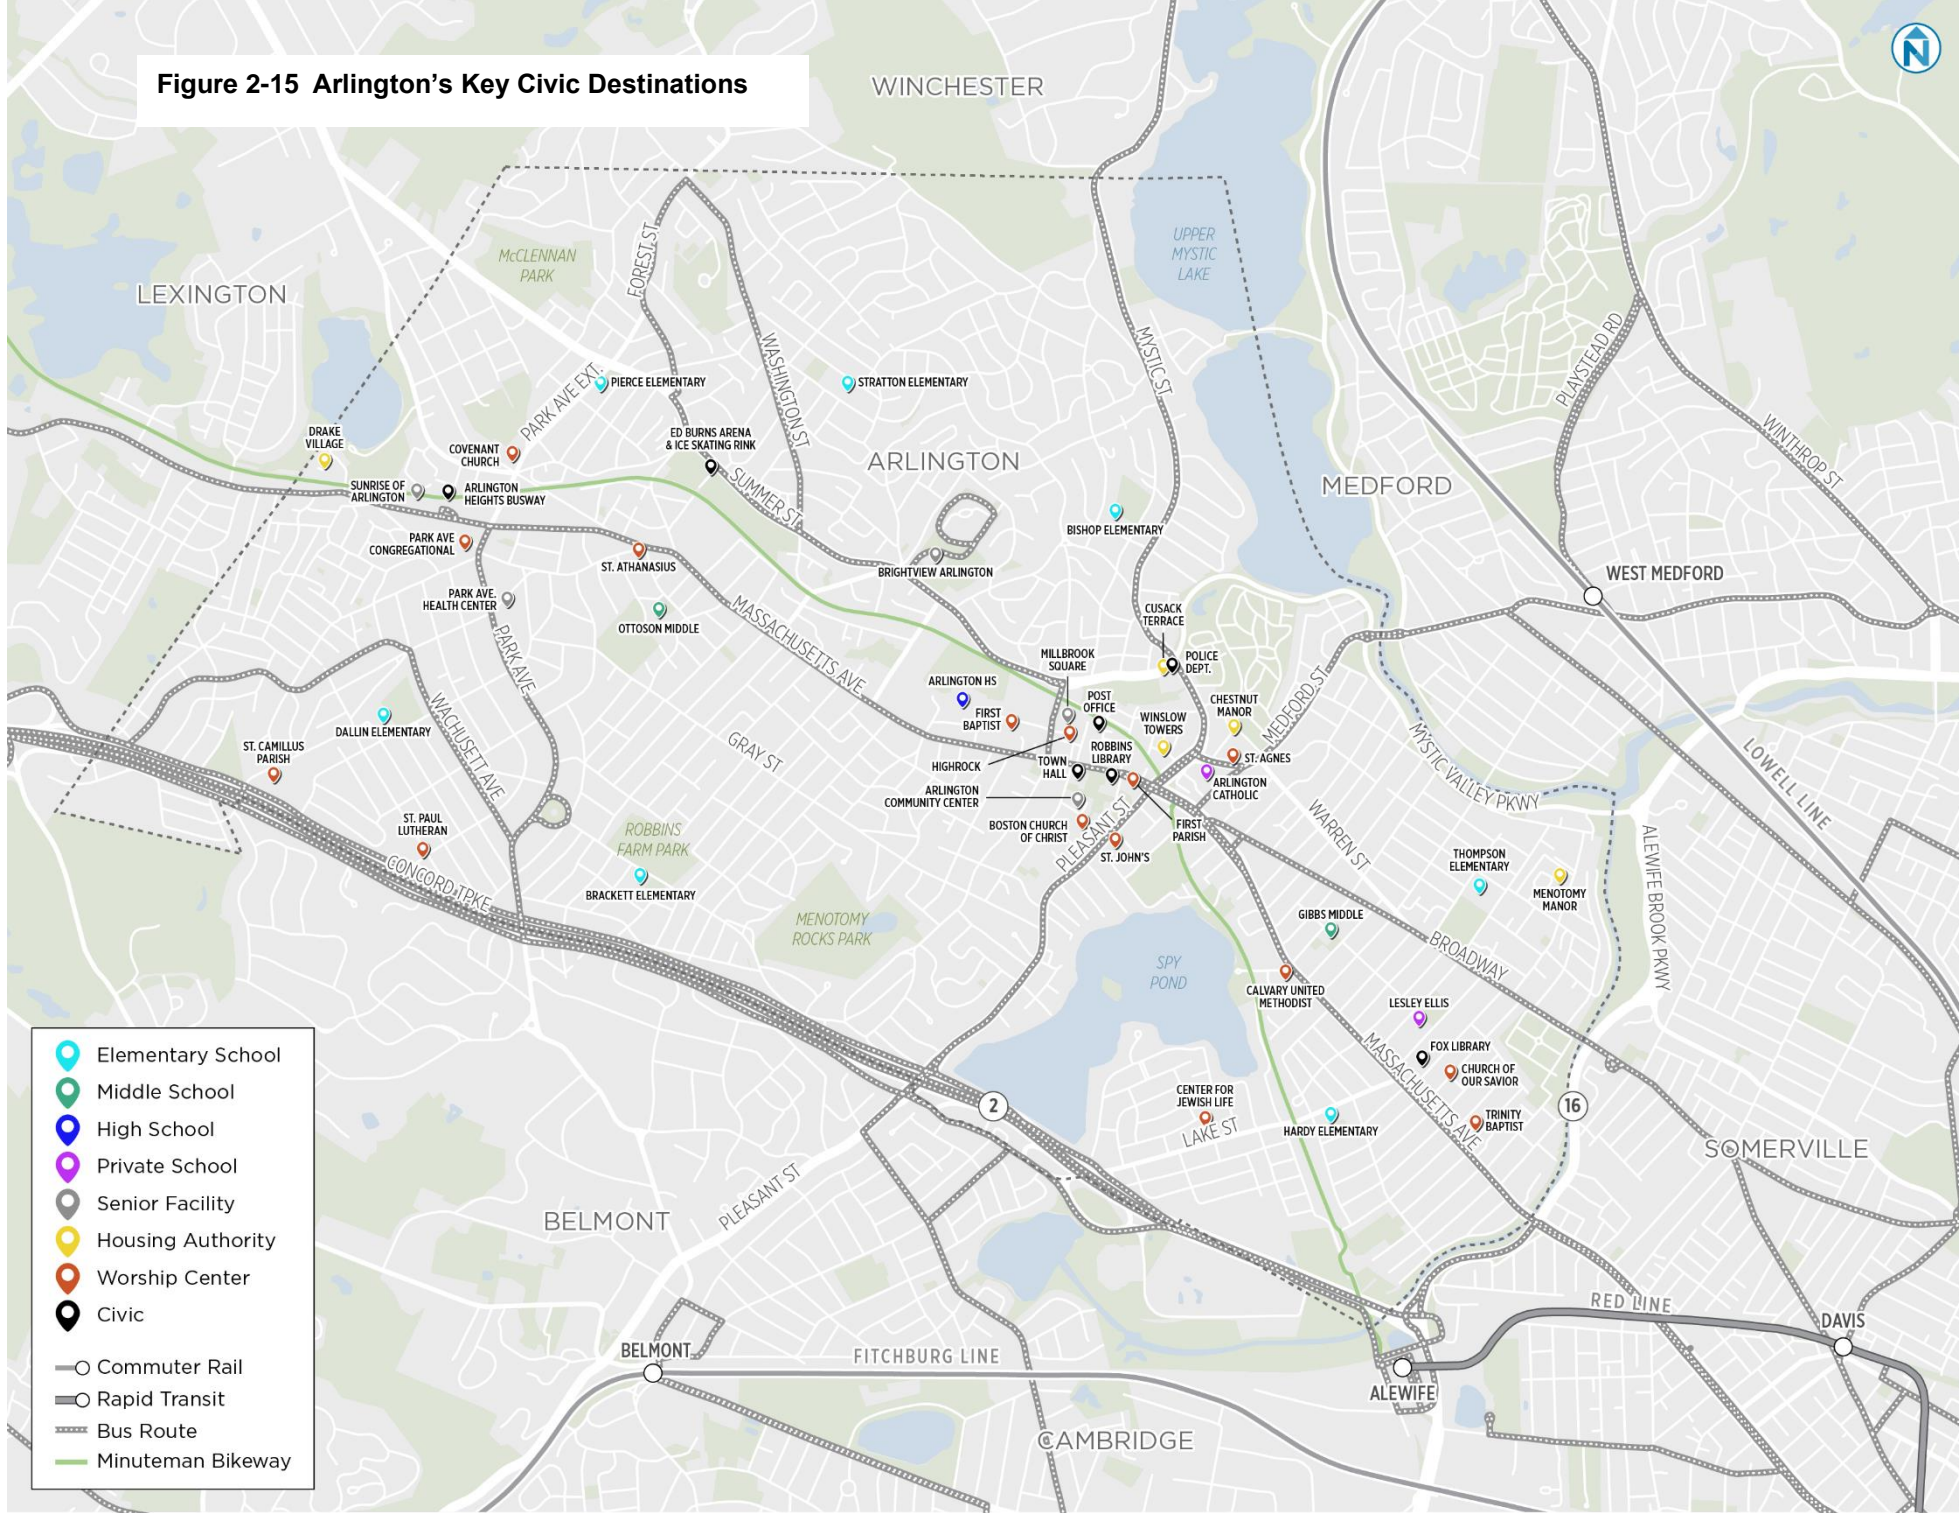 Figure 2-15 Arlington's Key Civic Destinations
N
WINCHESTER
UPPER
MYSTIC
LAKE
McCLENNAN
PARK
FOREST ST.
LEXINGTON
MYSTIC ST
WASHINGTON ST
PLAYSTEAD RD
PARK AVE EXT.
PIERCE ELEMENTARY
STRATTON ELEMENTARY
WINTHROP ST
DRAKE
VILLAGE
COVENANT
CHURCH
ED BURNS ARENA
& ICE SKATING RINK
ARLINGTON
MEDFORD
SUNRISE OF
ARLINGTON
ARLINGTON
HEIGHTS BUSWAY
SUMMER ST
BISHOP ELEMENTARY
PARK AVE
CONGREGATIONAL
ST. ATHANASIUS
BRIGHTVIEW ARLINGTON
WEST MEDFORD
PARK AVE.
HEALTH CENTER
OTTOSON MIDDLE
MASSACHUSETTS AVE
CUSACK
TERRACE
PARK AVE
MILLBROOK
SQUARE
POLICE
DEPT.
ARLINGTON HS
FIRST
BAPTIST
POST
OFFICE
CHESTNUT
MANOR
MEDFORD ST.
WINSLOW
TOWERS
WACHUSETT AVE
DALLIN ELEMENTARY
ST. CAMILLUS
PARISH
GRAY ST
HIGHROCK
TOWN
HALL
ROBBINS
LIBRARY
ST. AGNES
ARLINGTON
CATHOLIC
MYSTIC VALLEY PKWY
LOWELL LINE
ARLINGTON
COMMUNITY CENTER
BOSTON CHURCH
OF CHRIST
FIRST
PARISH
PLEASANT ST
ST. JOHN'S
WARREN ST
ST. PAUL
LUTHERAN
ROBBINS
FARM PARK
CONCORD TPKE
BRACKETT ELEMENTARY
THOMPSON
ELEMENTARY
MENOTOMY
MANOR
ALEWIFE BROOK PKWY
MENOTOMY
ROCKS PARK
GIBBS MIDDLE
BROADWAY
SPY
POND
CALVARY UNITED
METHODIST
LESLEY ELLIS
FOX LIBRARY
CHURCH OF
OUR SAVIOR
MASSACHUSETTS AVE
CENTER FOR
JEWISH LIFE
LAKE ST
HARDY ELEMENTARY
TRINITY
BAPTIST
2
16
SOMERVILLE
BELMONT
PLEASANT ST
RED LINE
DAVIS
BELMONT
FITCHBURG LINE
ALEWIFE
CAMBRIDGE
Elementary School
Middle School
High School
Private School
Senior Facility
Housing Authority
Worship Center
Civic
Commuter Rail
Rapid Transit
Bus Route
Minuteman Bikeway